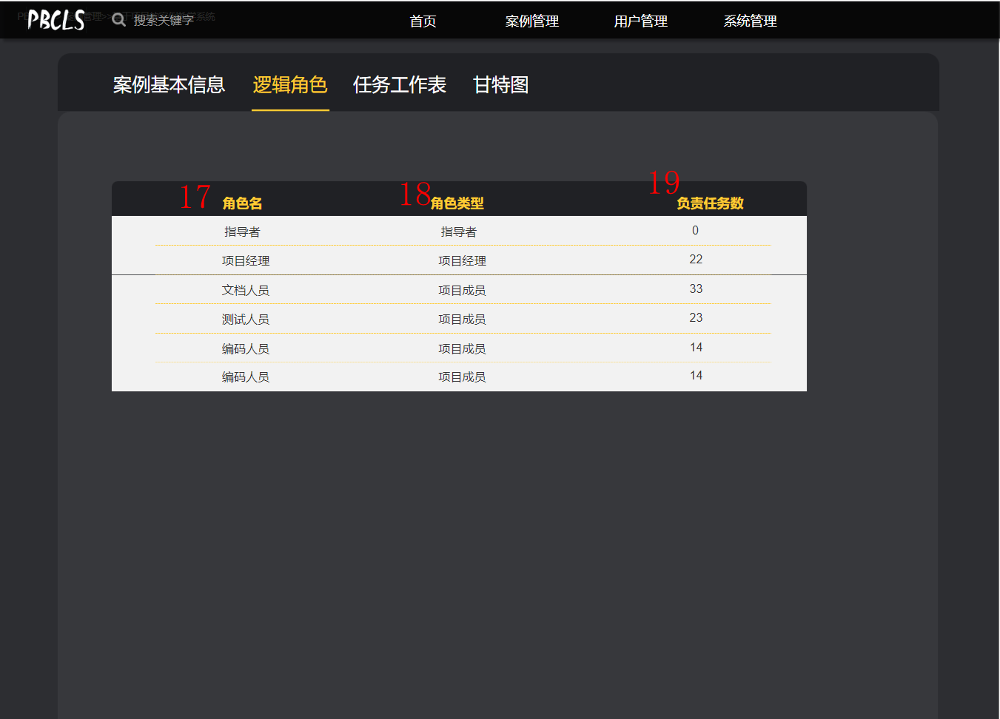 PBCLS 搜索关键字 首页 案例管理 用户管理 系统管理
案例基本信息 逻辑角色 任务工作表 甘特图
17 角色名 18 角色类型 19 负责任务数
指导者 指导者 0
项目经理 项目经理 22
文档人员 项目成员 33
测试人员 项目成员 23
编码人员 项目成员 14
编码人员 项目成员 14